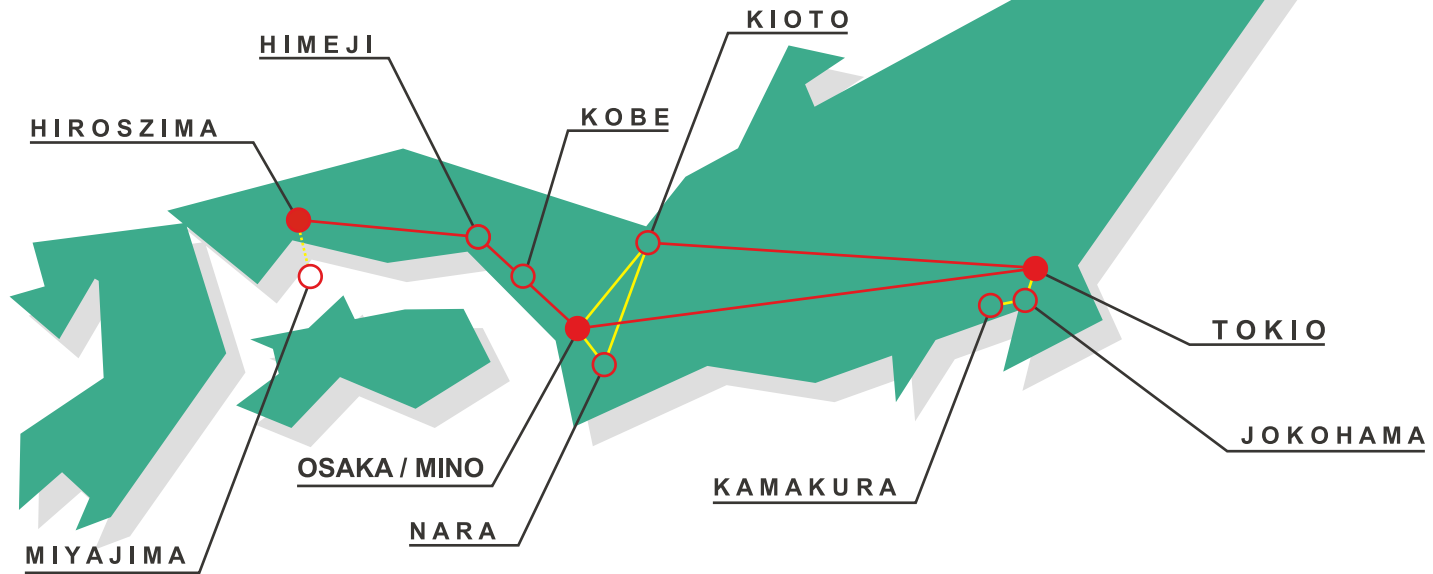 KIOTO
HIMEJI
KOBE
HIROSZIMA
TOKIO
JOKOHAMA
OSAKA / MINO
KAMAKURA
NARA
MIYAJIMA